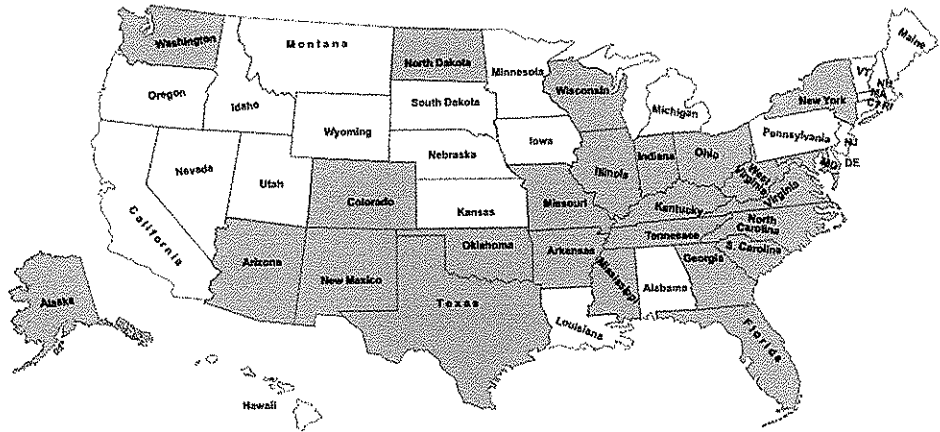 Washington
Montana
North Dakota
Minnesota
Maine
VT
NH
Oregon
Idaho
South Dakota
Wisconsin
Michigan
New York
MA
CT
RI
Wyoming
Iowa
Pennsylvania
NJ
Nevada
Nebraska
Illinois
Indiana
Ohio
MD
DE
Utah
Colorado
Kansas
Missouri
West
Virginia
Virginia
Kentucky
California
North
Carolina
Tennessee
Arizona
New Mexico
Oklahoma
Arkansas
S. Carolina
Georgia
Mississippi
Alabama
Alaska
Texas
Louisiana
Florida
Hawaii